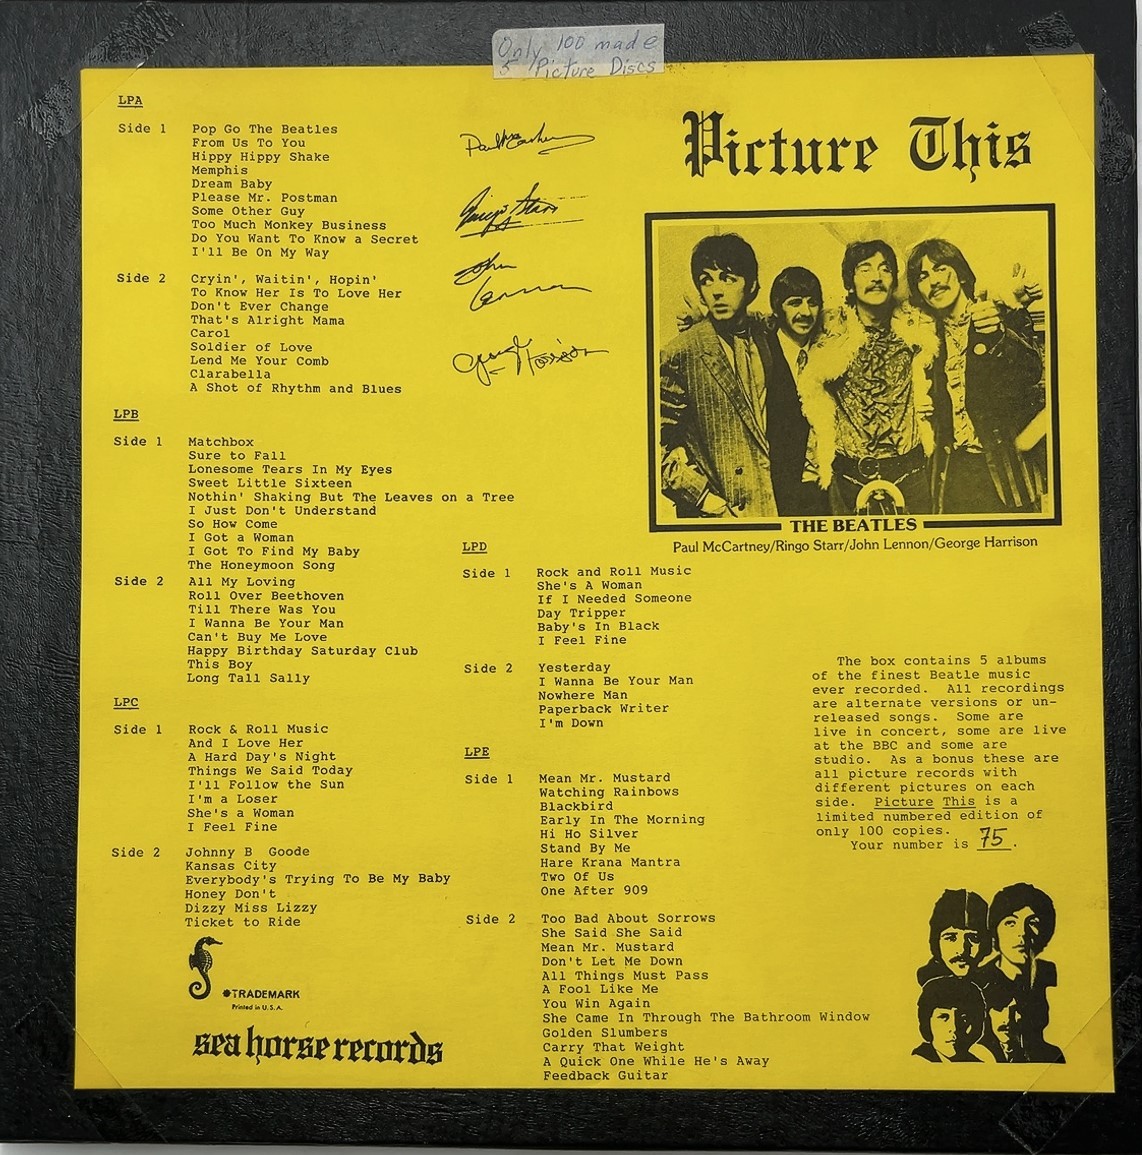 Only 100 made
5 Picture Discs
Picture This
LPA
Side 1 Pop Go The Beatles
From Us To You
Hippy Hippy Shake
Memphis
Dream Baby
Please Mr. Postman
Some Other Guy
Too Much Monkey Business
Do You Want To Know a Secret
I'll Be On My Way
Side 2 Cryin', Waitin', Hopin'
To Know Her Is To Love Her
Don't Ever Change
That's Alright Mama
Carol
Soldier of Love
Lend Me Your Comb
Clarabella
A Shot of Rhythm and Blues
Paul McCartney
Ringo Starr
John
Lennon
George Harrison
LPB
Side 1 Matchbox
Sure to Fall
Lonesome Tears In My Eyes
Sweet Little Sixteen
Nothin' Shaking But The Leaves on a Tree
I Just Don't Understand
So How Come
I Got a Woman
I Got To Find My Baby
The Honeymoon Song
Side 2 All My Loving
Roll Over Beethoven
Till There Was You
I Wanna Be Your Man
Can't Buy Me Love
Happy Birthday Saturday Club
This Boy
Long Tall Sally
LPC
Side 1 Rock & Roll Music
And I Love Her
A Hard Day's Night
Things We Said Today
I'll Follow the Sun
I'm a Loser
She's a Woman
I Feel Fine
Side 2 Johnny B Goode
Kansas City
Everybody's Trying To Be My Baby
Honey Don't
Dizzy Miss Lizzy
Ticket to Ride
THE BEATLES
Paul McCartney/Ringo Starr/John Lennon/George Harrison
LPD
Side 1 Rock and Roll Music
She's A Woman
If I Needed Someone
Day Tripper
Baby's In Black
I Feel Fine
Side 2 Yesterday
I Wanna Be Your Man
Nowhere Man
Paperback Writer
I'm Down
LPE
Side 1 Mean Mr. Mustard
Watching Rainbows
Blackbird
Early In The Morning
Hi Ho Silver
Stand By Me
Hare Krana Mantra
Two Of Us
One After 909
Side 2 Too Bad About Sorrows
She Said She Said
Mean Mr. Mustard
Don't Let Me Down
All Things Must Pass
A Fool Like Me
You Win Again
She Came In Through The Bathroom Window
Golden Slumbers
Carry That Weight
A Quick One While He's Away
Feedback Guitar
The box contains 5 albums
of the finest Beatle music
ever recorded. All recordings
are alternate versions or un-
released songs. Some are
live in concert, some are live
at the BBC and some are
studio. As a bonus these are
all picture records with
different pictures on each
side. Picture This is a
limited numbered edition of
only 100 copies.
Your number is 75.
*TRADEMARK
Printed in U.S.A.
sea horse records